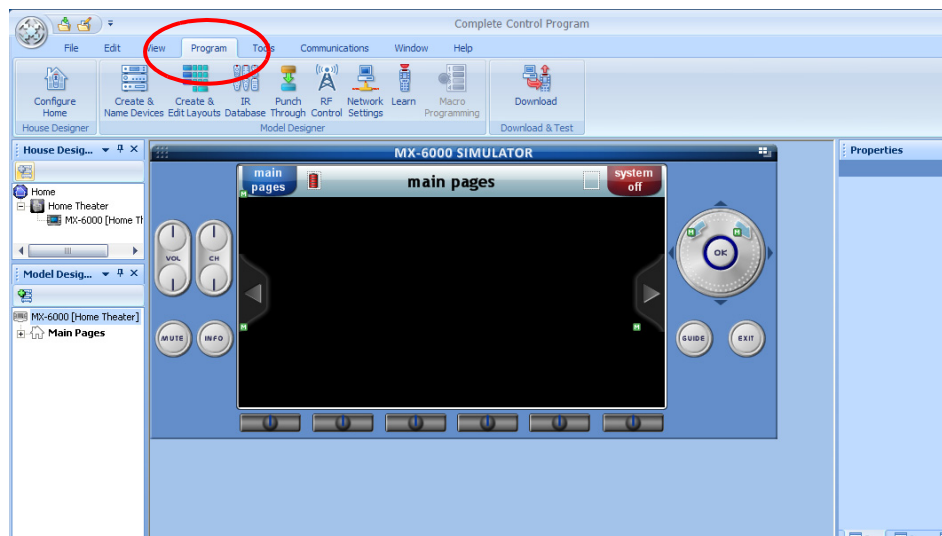 Complete Control Program
File Edit View Program Tools Communications Window Help
Configure Home
Create & Name Devices
Create & Edit Layouts
IR Database
Punch Through
RF Control
Network Settings
Learn
Macro Programming
Download
House Designer
Model Designer
Download & Test
House Desig...
Home
Home Theater
MX-6000 [Home Th
Model Desig...
MX-6000 [Home Theater]
Main Pages
MX-6000 SIMULATOR
main pages
main pages
system off
VOL
CH
MUTE
INFO
M
M
M
M
M
OK
GUIDE
EXIT
Properties